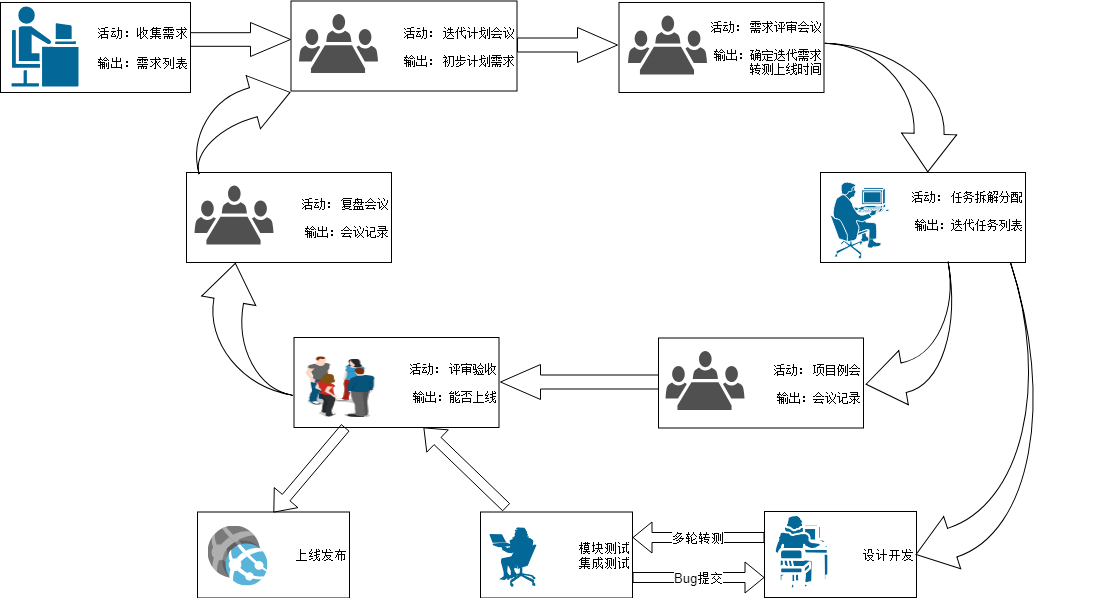 活动：收集需求
输出：需求列表
活动：迭代计划会议
输出：初步计划需求
活动：需求评审会议
输出：确定迭代需求
转测上线时间
活动：复盘会议
输出：会议记录
活动：任务拆解分配
输出：迭代任务列表
活动：评审验收
输出：能否上线
活动：项目例会
输出：会议记录
上线发布
模块测试
集成测试
多轮转测
Bug提交
设计开发